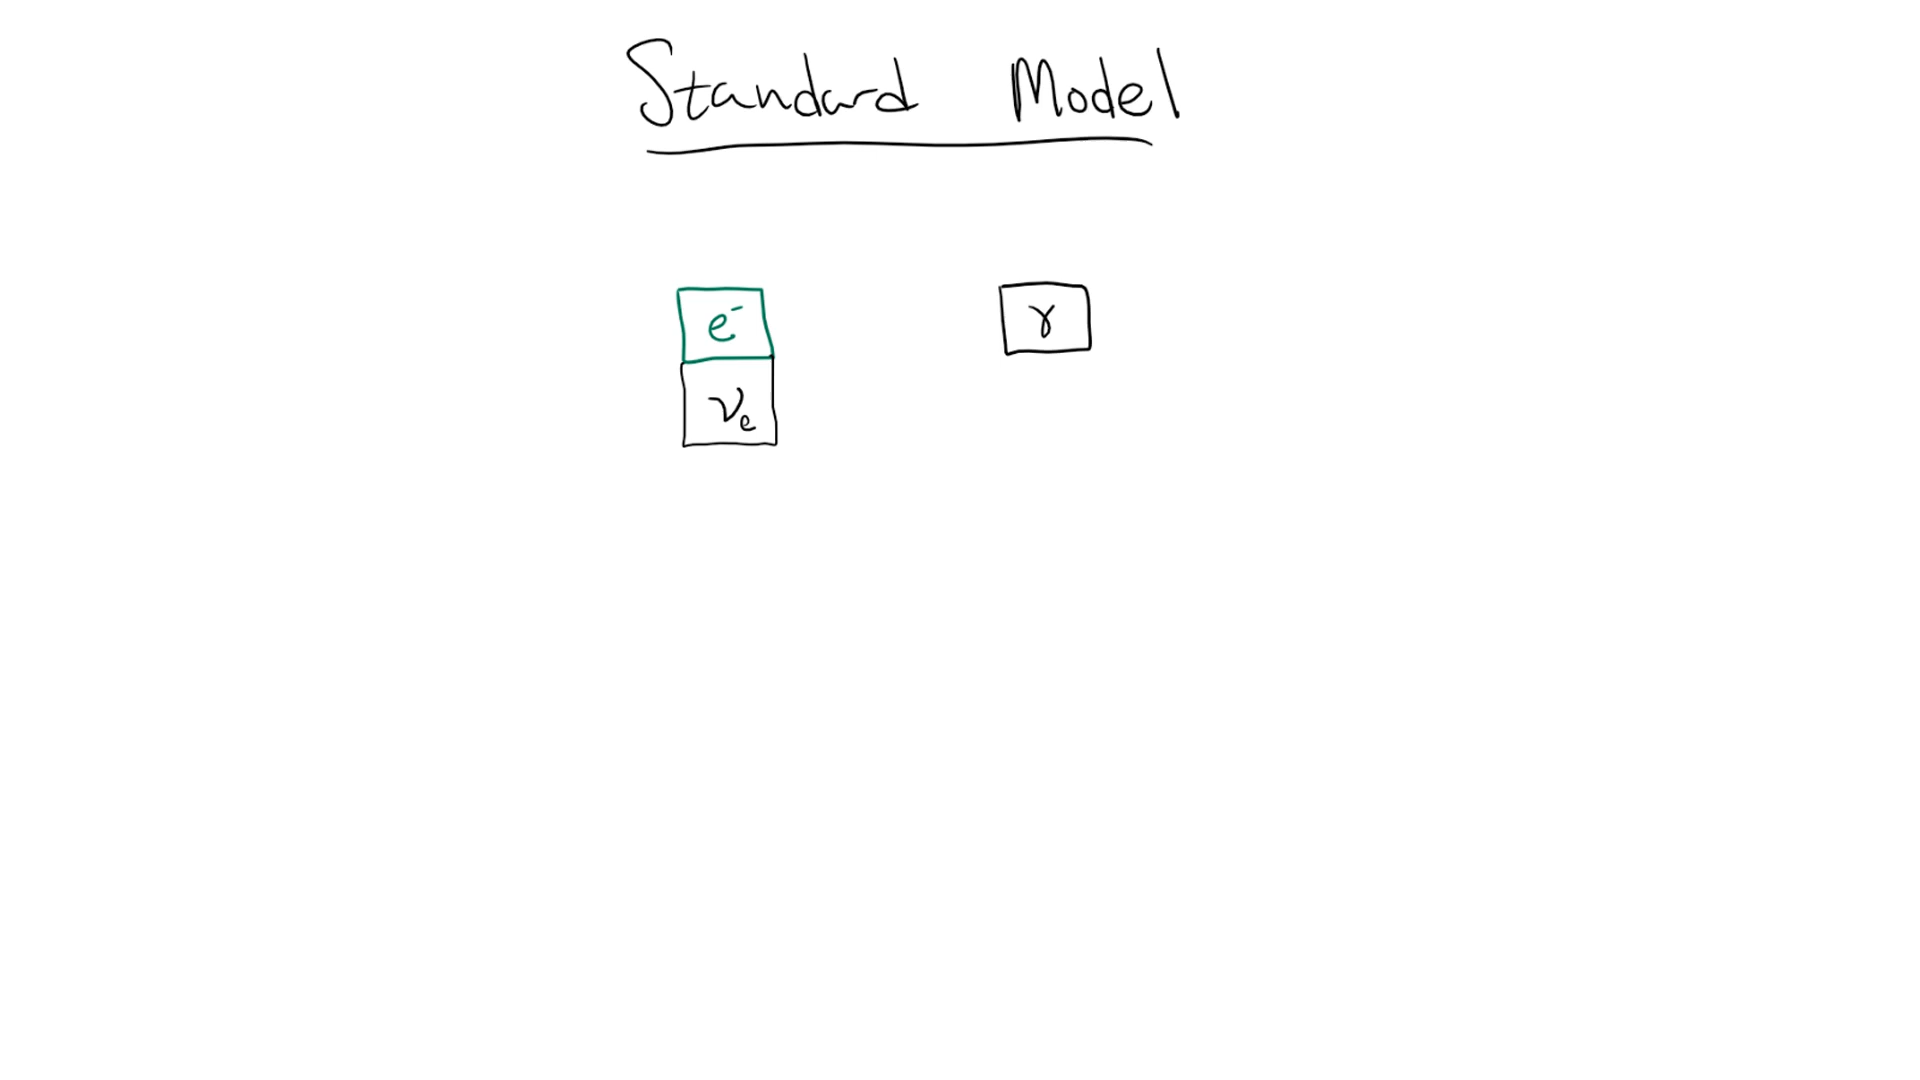 Standard Model
e⁻ γ
νₑ